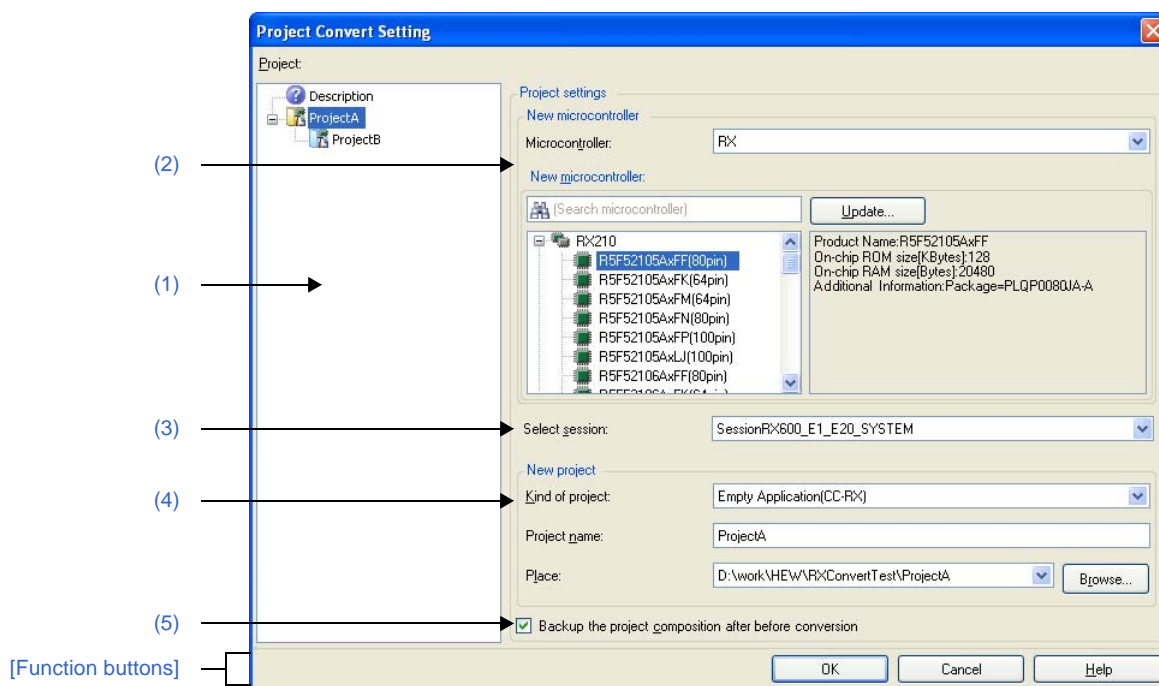 Project Convert Setting
Project:
Description
ProjectA
ProjectB
Project settings
New microcontroller
Microcontroller:
RX
(2)
New microcontroller:
(Search microcontroller)
Update...
RX210
R5F52105AxFF(80pin)
R5F52105AxFK(64pin)
R5F52105AxFM(64pin)
R5F52105AxFN(80pin)
R5F52105AxFP(100pin)
R5F52105AxLJ(100pin)
R5F52106AxFF(80pin)
Product Name:R5F52105AxFF
On-chip ROM size[KBytes]:128
On-chip RAM size[Bytes]:20480
Additional Information:Package=PLQP0080JA-A
(1)
(3)
Select session:
SessionRX600_E1_E20_SYSTEM
New project
(4)
Kind of project:
Empty Application(CC-RX)
Project name:
ProjectA
Place:
D:\work\HEW\RXConvertTest\ProjectA
Browse...
(5)
Backup the project composition after before conversion
[Function buttons]
OK
Cancel
Help